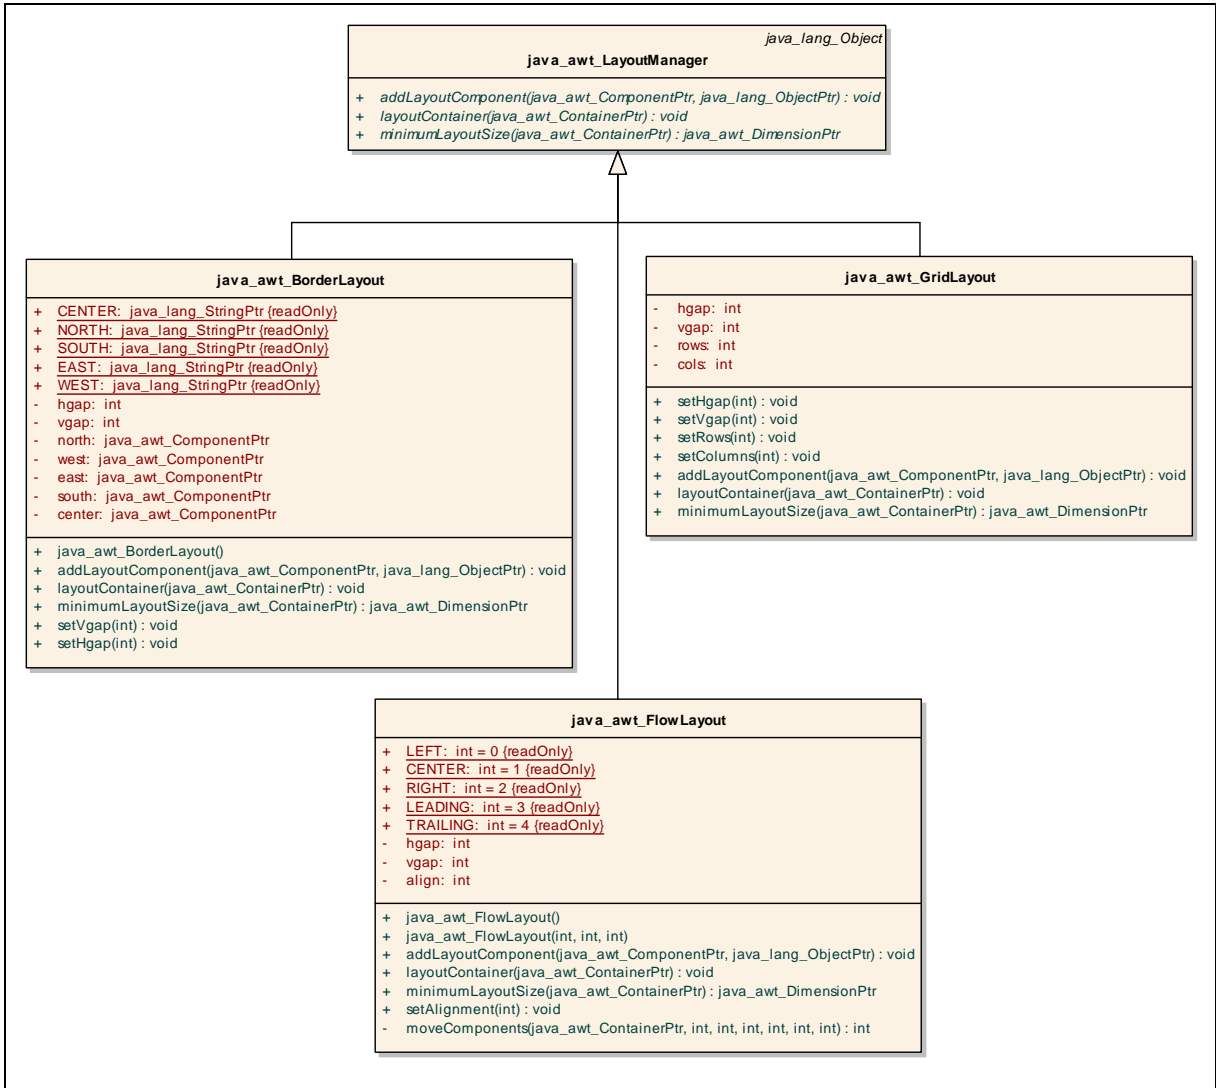 java_lang_Object
java_awt_LayoutManager
+ addLayoutComponent(java_awt_ComponentPtr, java_lang_ObjectPtr) : void
+ layoutContainer(java_awt_ContainerPtr) : void
+ minimumLayoutSize(java_awt_ContainerPtr) : java_awt_DimensionPtr
java_awt_BorderLayout
+ CENTER: java_lang_StringPtr {readOnly}
+ NORTH: java_lang_StringPtr {readOnly}
+ SOUTH: java_lang_StringPtr {readOnly}
+ EAST: java_lang_StringPtr {readOnly}
+ WEST: java_lang_StringPtr {readOnly}
- hgap: int
- vgap: int
- north: java_awt_ComponentPtr
- west: java_awt_ComponentPtr
- east: java_awt_ComponentPtr
- south: java_awt_ComponentPtr
- center: java_awt_ComponentPtr
+ java_awt_BorderLayout()
+ addLayoutComponent(java_awt_ComponentPtr, java_lang_ObjectPtr) : void
+ layoutContainer(java_awt_ContainerPtr) : void
+ minimumLayoutSize(java_awt_ContainerPtr) : java_awt_DimensionPtr
+ setVgap(int) : void
+ setHgap(int) : void
java_awt_GridLayout
- hgap: int
- vgap: int
- rows: int
- cols: int
+ setHgap(int) : void
+ setVgap(int) : void
+ setRows(int) : void
+ setColumns(int) : void
+ addLayoutComponent(java_awt_ComponentPtr, java_lang_ObjectPtr) : void
+ layoutContainer(java_awt_ContainerPtr) : void
+ minimumLayoutSize(java_awt_ContainerPtr) : java_awt_DimensionPtr
java_awt_FlowLayout
+ LEFT: int = 0 {readOnly}
+ CENTER: int = 1 {readOnly}
+ RIGHT: int = 2 {readOnly}
+ LEADING: int = 3 {readOnly}
+ TRAILING: int = 4 {readOnly}
- hgap: int
- vgap: int
- align: int
+ java_awt_FlowLayout()
+ java_awt_FlowLayout(int, int, int)
+ addLayoutComponent(java_awt_ComponentPtr, java_lang_ObjectPtr) : void
+ layoutContainer(java_awt_ContainerPtr) : void
+ minimumLayoutSize(java_awt_ContainerPtr) : java_awt_DimensionPtr
+ setAlignment(int) : void
- moveComponents(java_awt_ContainerPtr, int, int, int, int, int, int) : int